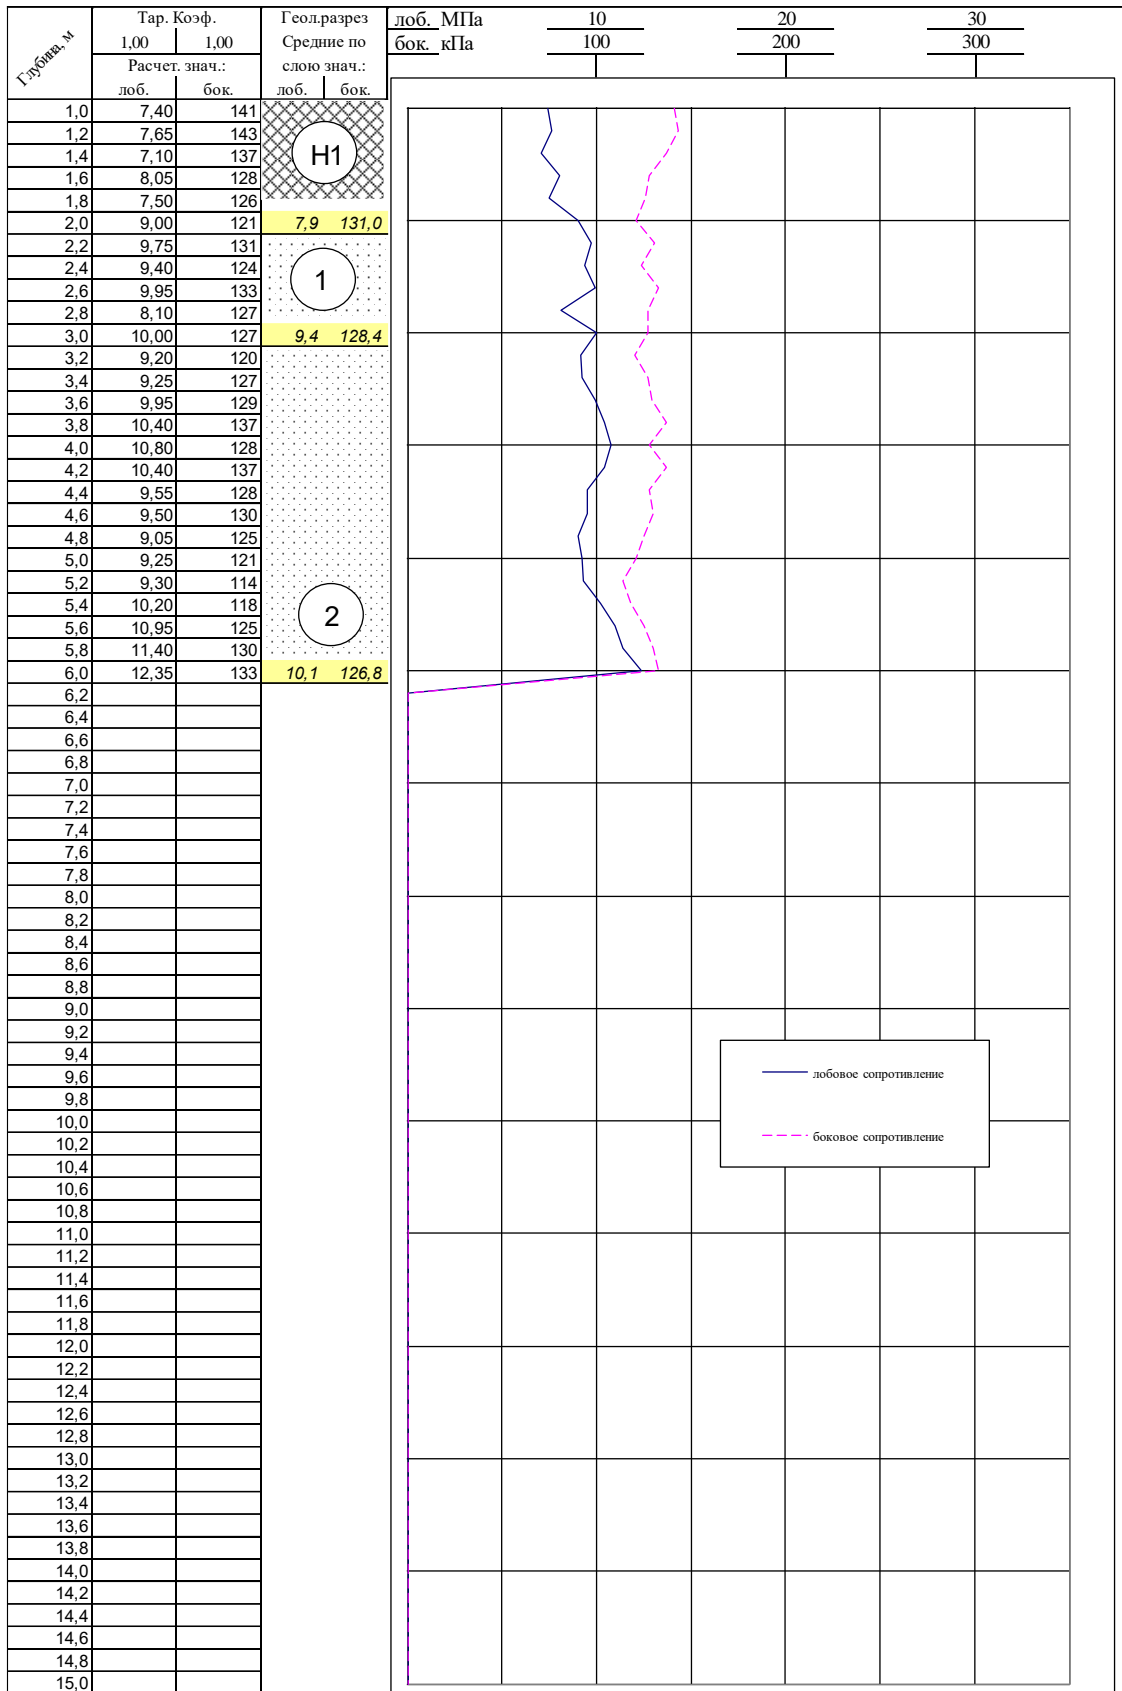 Глубина, м Тар. Коэф. Геол.разрез лоб. МПа 10 20 30
1,00 1,00 Средние по бок. кПа 100 200 300
Расчет. знач.: слою знач.:
лоб. бок. лоб. бок.
1,0 7,40 141
1,2 7,65 143
1,4 7,10 137 Н1
1,6 8,05 128
1,8 7,50 126
2,0 9,00 121 7,9 131,0
2,2 9,75 131
2,4 9,40 124 1
2,6 9,95 133
2,8 8,10 127
3,0 10,00 127 9,4 128,4
3,2 9,20 120
3,4 9,25 127
3,6 9,95 129
3,8 10,40 137
4,0 10,80 128
4,2 10,40 137
4,4 9,55 128
4,6 9,50 130
4,8 9,05 125
5,0 9,25 121
5,2 9,30 114
5,4 10,20 118 2
5,6 10,95 125
5,8 11,40 130
6,0 12,35 133 10,1 126,8
6,2
6,4
6,6
6,8
7,0
7,2
7,4
7,6
7,8
8,0
8,2
8,4
8,6
8,8
9,0
9,2
9,4
9,6 лобовое сопротивление
9,8
10,0
10,2 боковое сопротивление
10,4
10,6
10,8
11,0
11,2
11,4
11,6
11,8
12,0
12,2
12,4
12,6
12,8
13,0
13,2
13,4
13,6
13,8
14,0
14,2
14,4
14,6
14,8
15,0